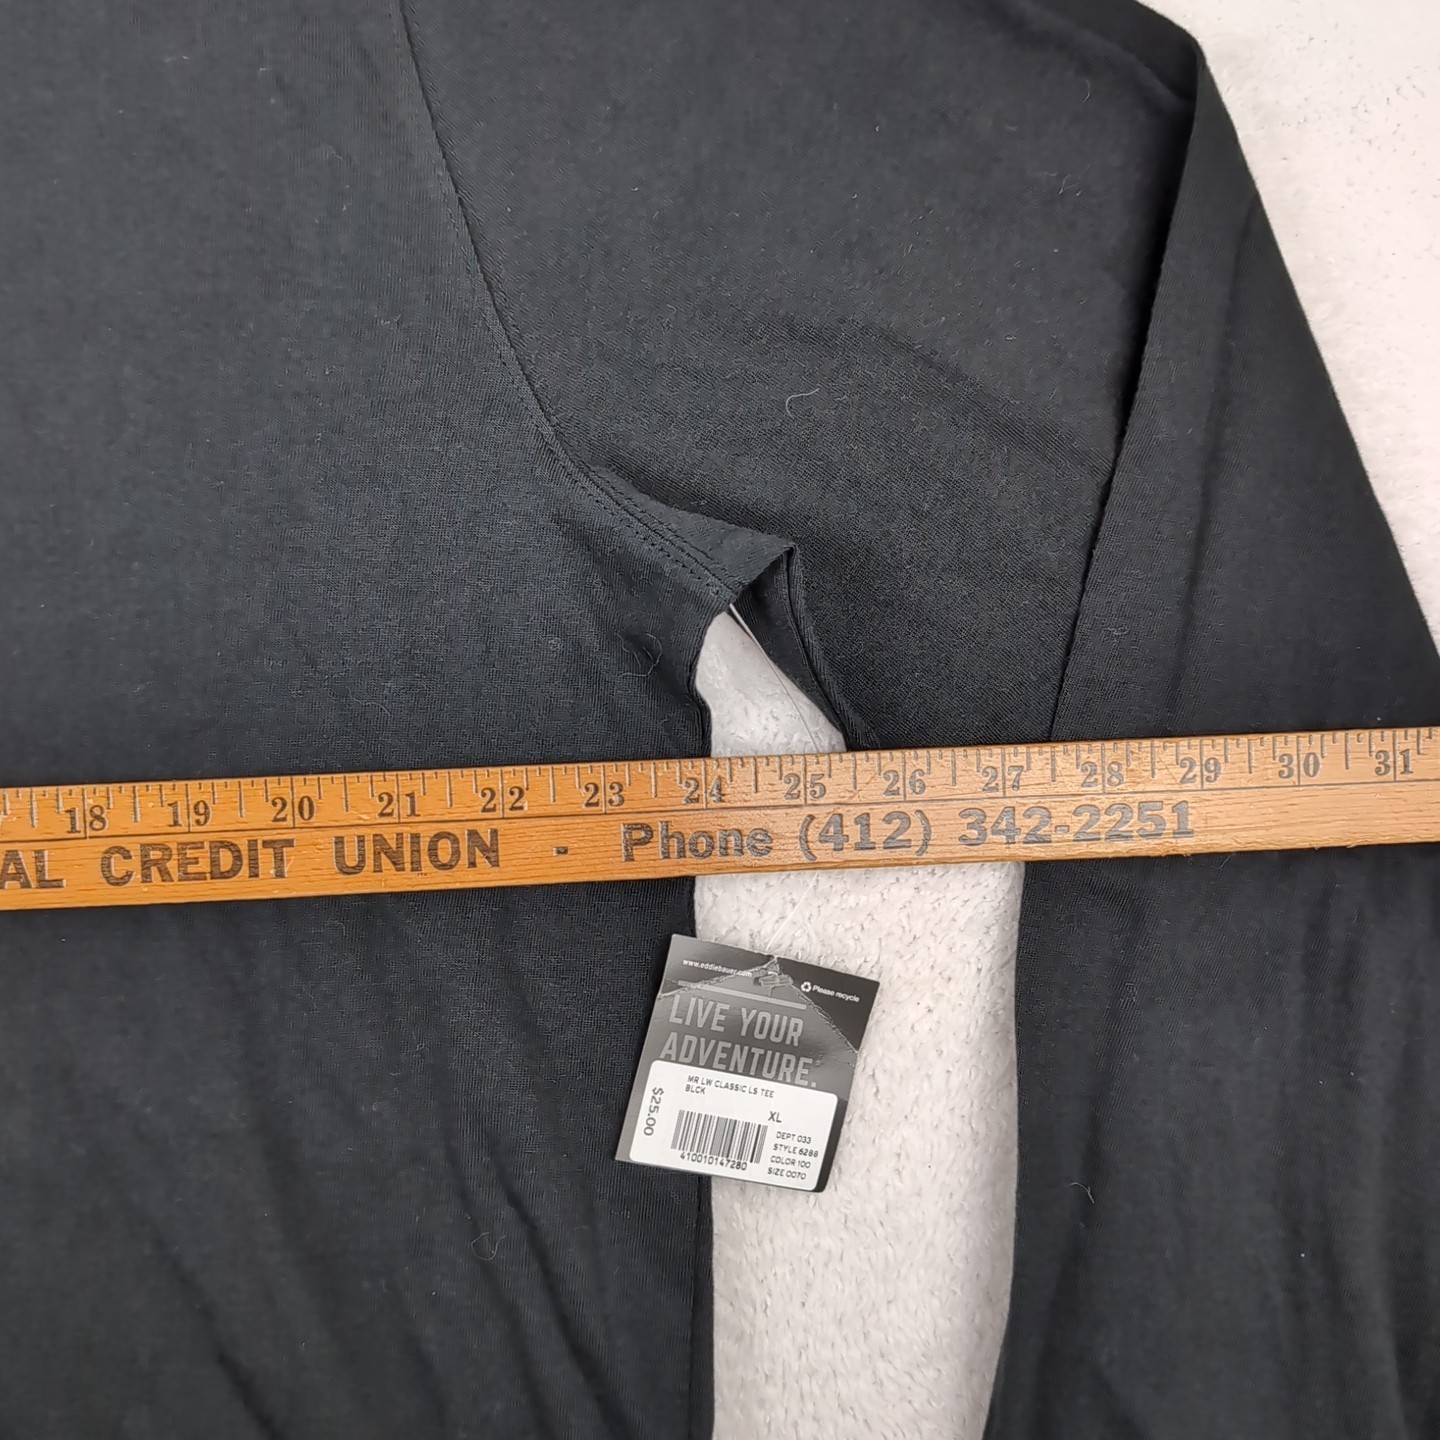 18 19 20 21 22 23 24 25 26 27 28 29 30 31
AL CREDIT UNION - Phone (412) 342-2251
www.eddiebauer.com
Please recycle
LIVE YOUR
ADVENTURE.
MR LW CLASSIC LS TEE
BLCK
XL
$25.00
DEPT 033
STYLE 6288
COLOR 100
SIZE 0070
410010147280